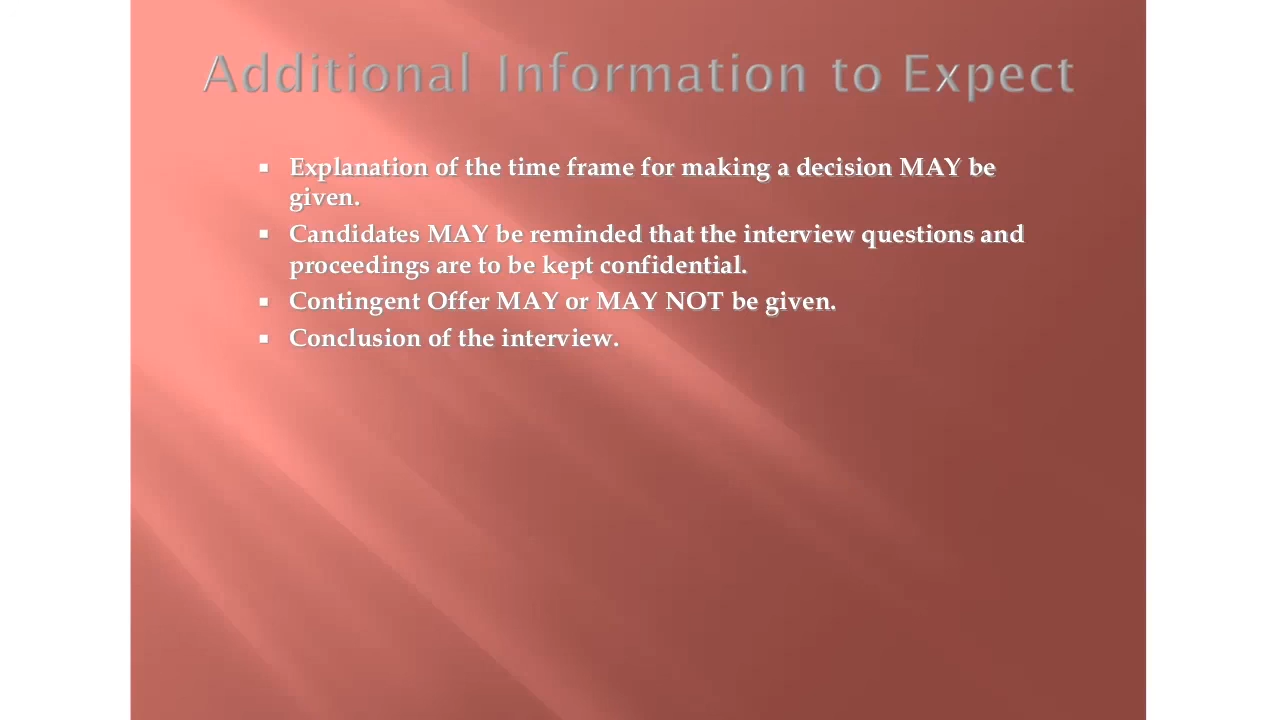 Additional Information to Expect
▪ Explanation of the time frame for making a decision MAY be
given.
▪ Candidates MAY be reminded that the interview questions and
proceedings are to be kept confidential.
▪ Contingent Offer MAY or MAY NOT be given.
▪ Conclusion of the interview.